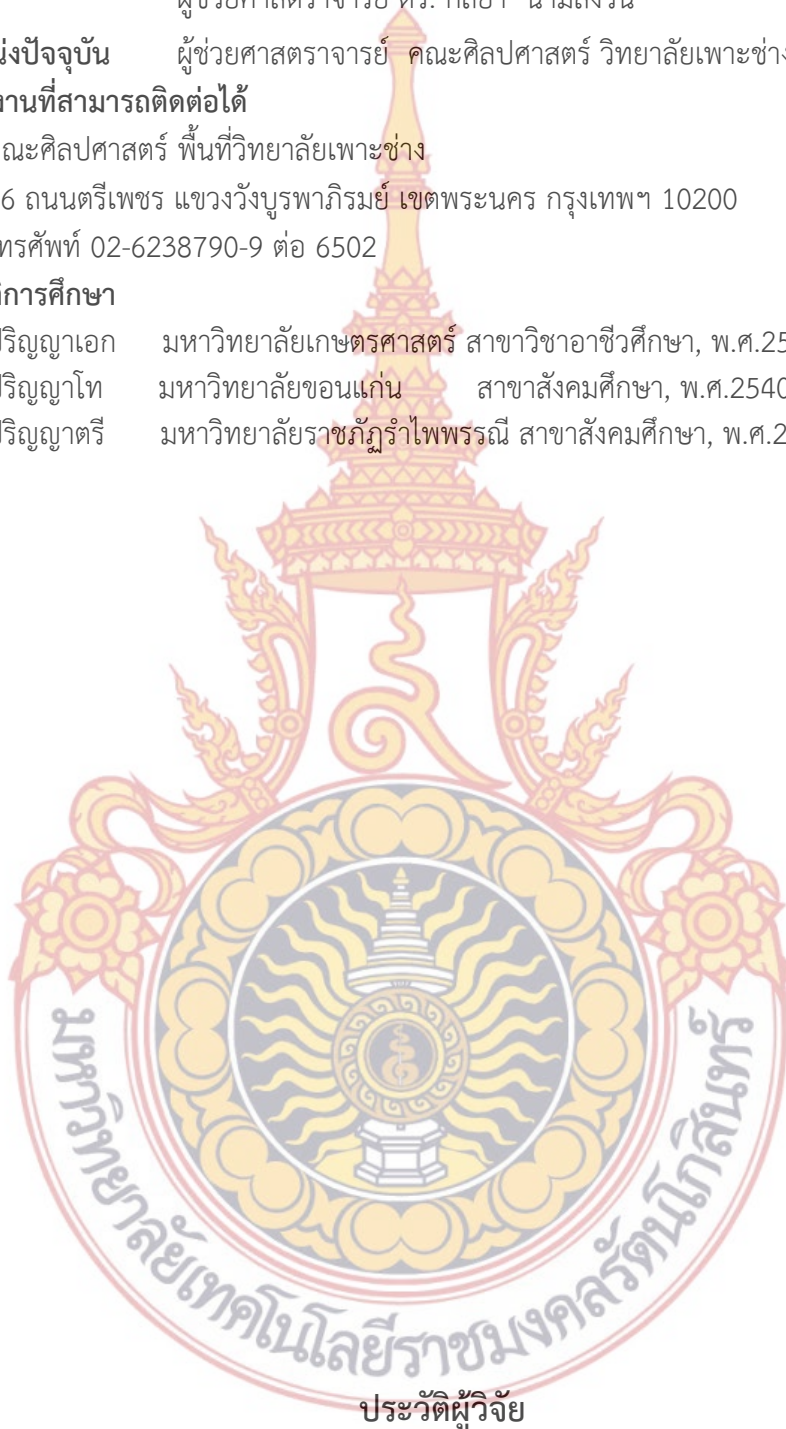 ผู้ช่วยศาสตราจารย์ ดร. กัลยา นามสงวน
น่งปัจจุบัน ผู้ช่วยศาสตราจารย์ คณะศิลปศาสตร์ วิทยาลัยเพาะช่าง
งานที่สามารถติดต่อได้
คณะศิลปศาสตร์ พื้นที่วิทยาลัยเพาะช่าง
6 ถนนตรีเพชร แขวงวังบูรพาภิรมย์ เขตพระนคร กรุงเทพฯ 10200
ทรศัพท์ 02-6238790-9 ต่อ 6502
ิการศึกษา
ปริญญาเอก มหาวิทยาลัยเกษตรศาสตร์ สาขาวิชาอาชีวศึกษา, พ.ศ.25
ปริญญาโท มหาวิทยาลัยขอนแก่น สาขาสังคมศึกษา, พ.ศ.2540
ปริญญาตรี มหาวิทยาลัยราชภัฏรำไพพรรณี สาขาสังคมศึกษา, พ.ศ.2
มหาวิทยาลัยเทคโนโลยีราชมงคลรัตนโกสินทร์
ประวัติผู้วิจัย